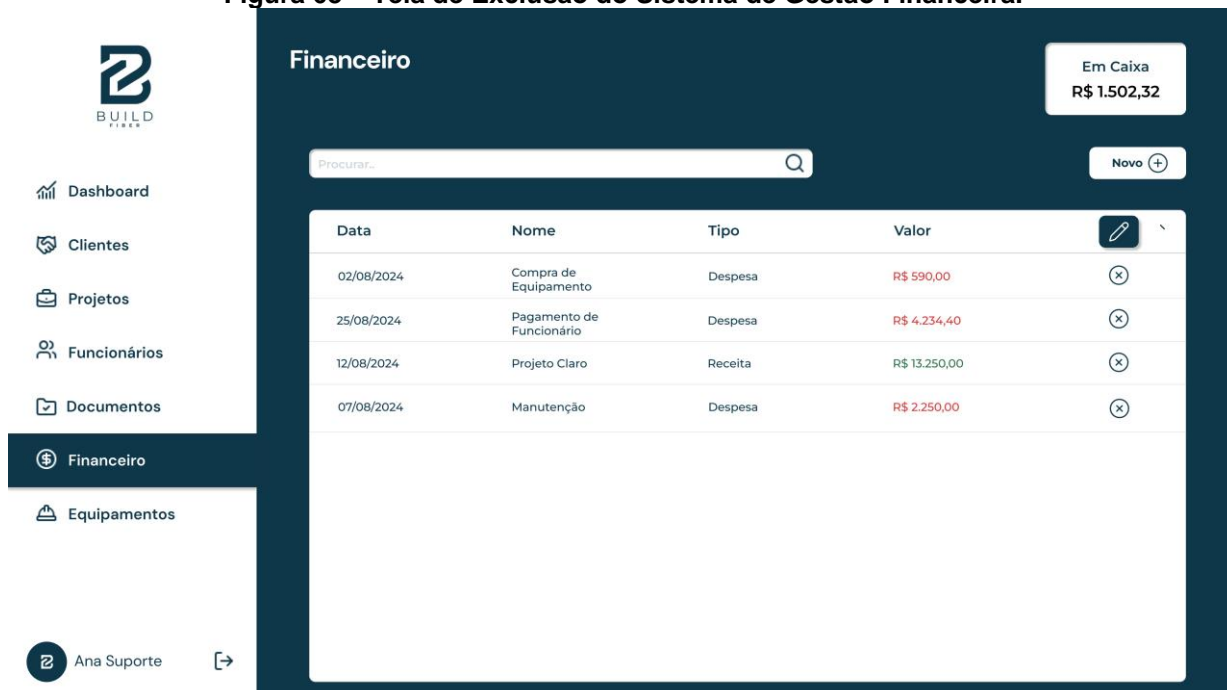 Figura 03 – Tela de Exclusão do Sistema de Gestão Financeira.
BUILD
FIBER
Financeiro
Em Caixa
R$ 1.502,32
Procurar..
Novo
Dashboard
Clientes
Projetos
Funcionários
Documentos
Financeiro
Equipamentos
Data Nome Tipo Valor
02/08/2024 Compra de Equipamento Despesa R$ 590,00
25/08/2024 Pagamento de Funcionário Despesa R$ 4.234,40
12/08/2024 Projeto Claro Receita R$ 13.250,00
07/08/2024 Manutenção Despesa R$ 2.250,00
Ana Suporte